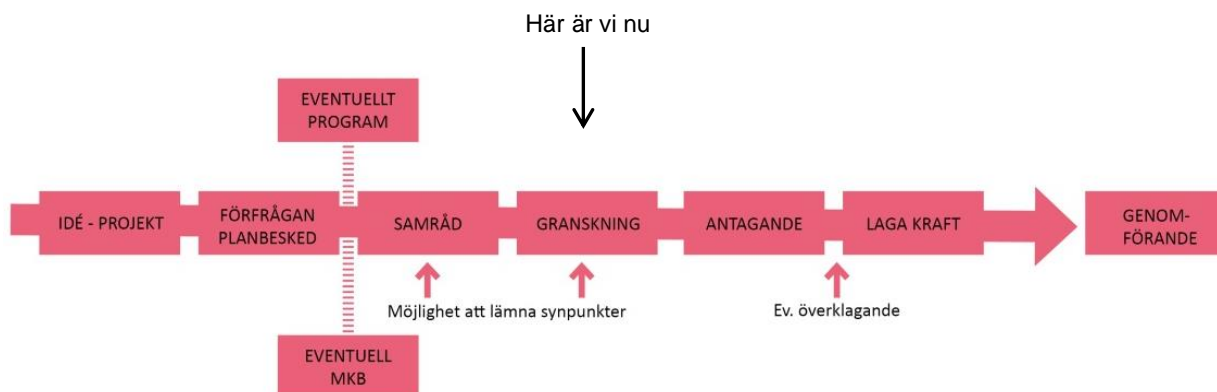 Här är vi nu
EVENTUELLT
PROGRAM
IDÉ - PROJEKT
FÖRFRÅGAN
PLANBESKED
SAMRÅD
GRANSKNING
ANTAGANDE
LAGA KRAFT
GENOM-
FÖRANDE
Möjlighet att lämna synpunkter
Ev. överklagande
EVENTUELL
MKB